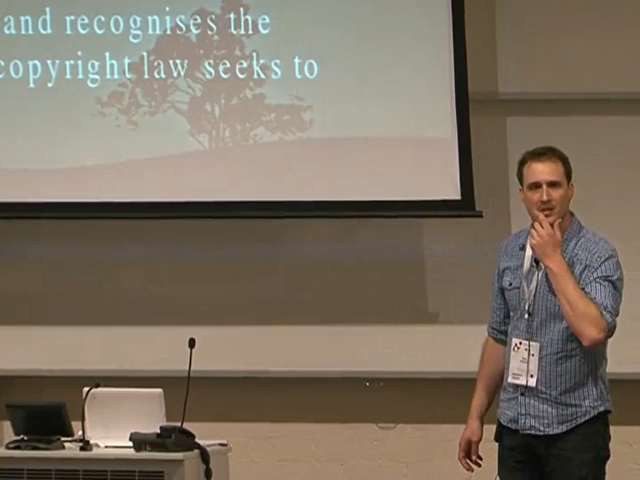 and recognises the
copyright law seeks to